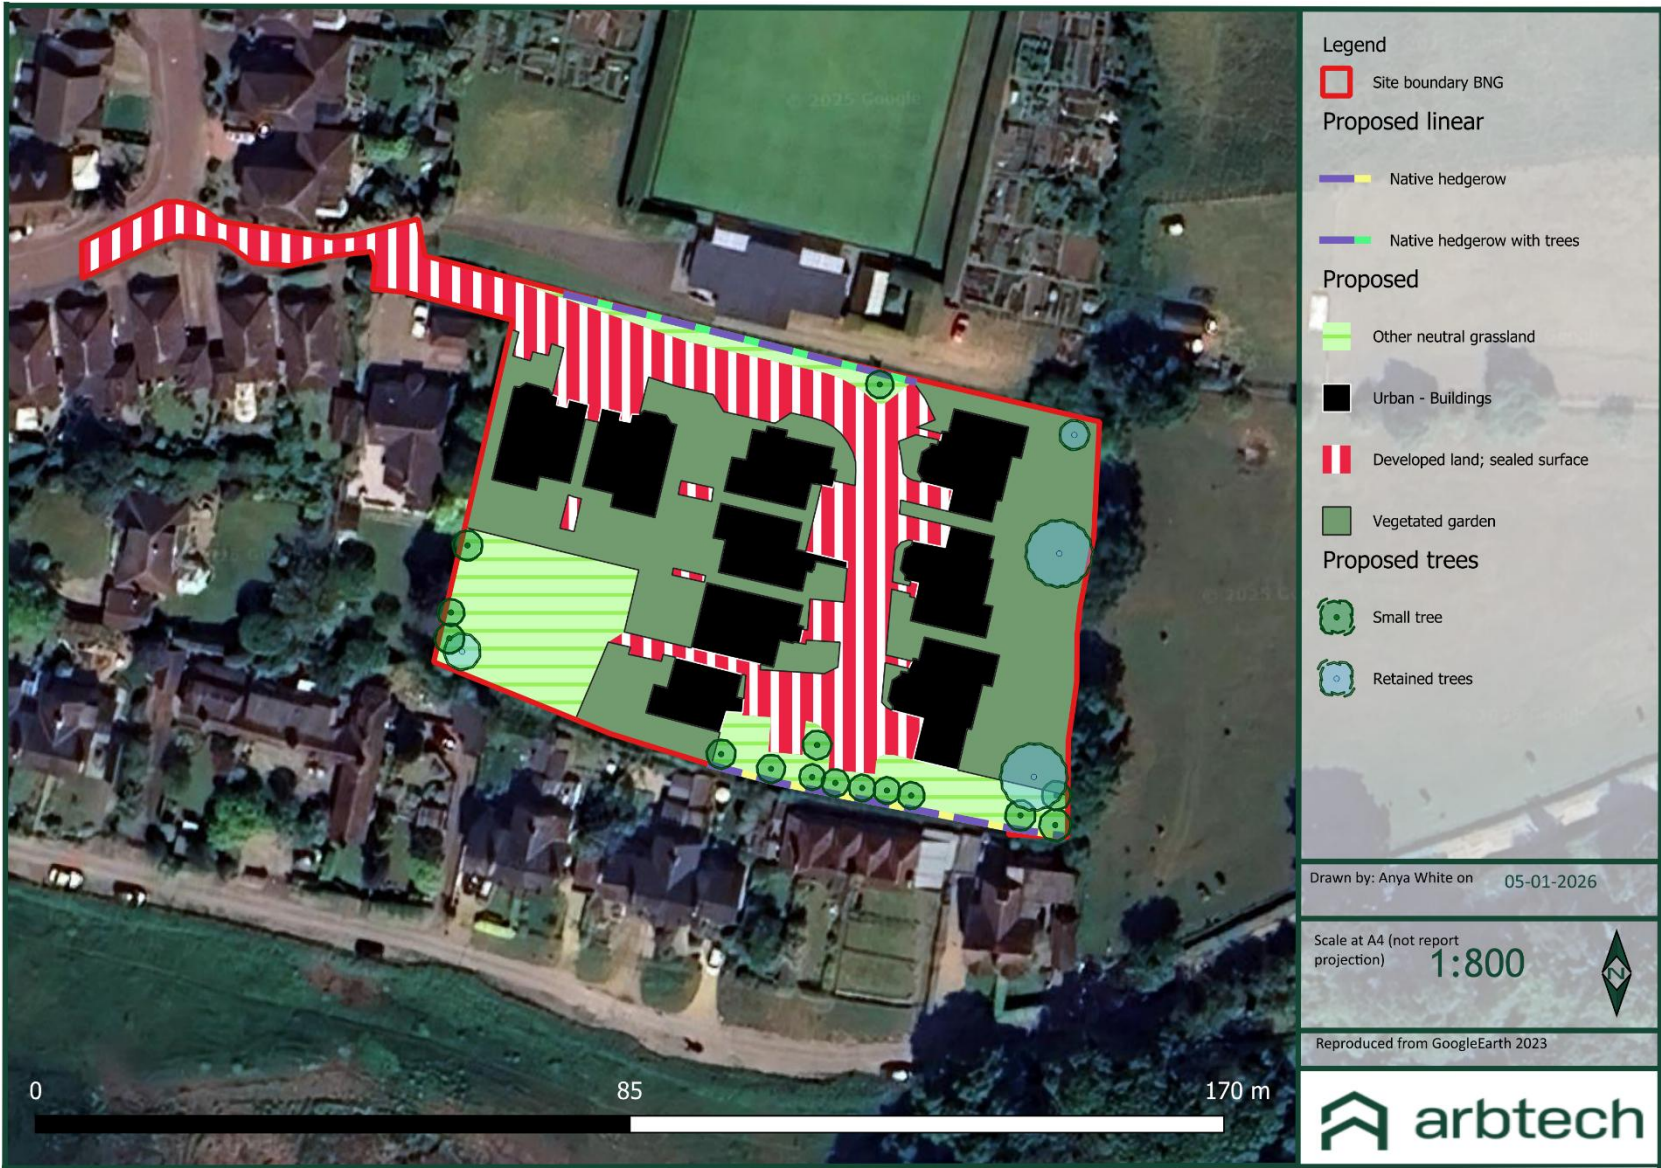 © 2025 Google
Legend
Site boundary BNG
Proposed linear
Native hedgerow
Native hedgerow with trees
Proposed
Other neutral grassland
Urban - Buildings
Developed land; sealed surface
Vegetated garden
Proposed trees
Small tree
Retained trees
Drawn by: Anya White on 05-01-2026
Scale at A4 (not report
projection)
1:800
N
Reproduced from GoogleEarth 2023
0 85 170 m
arbtech